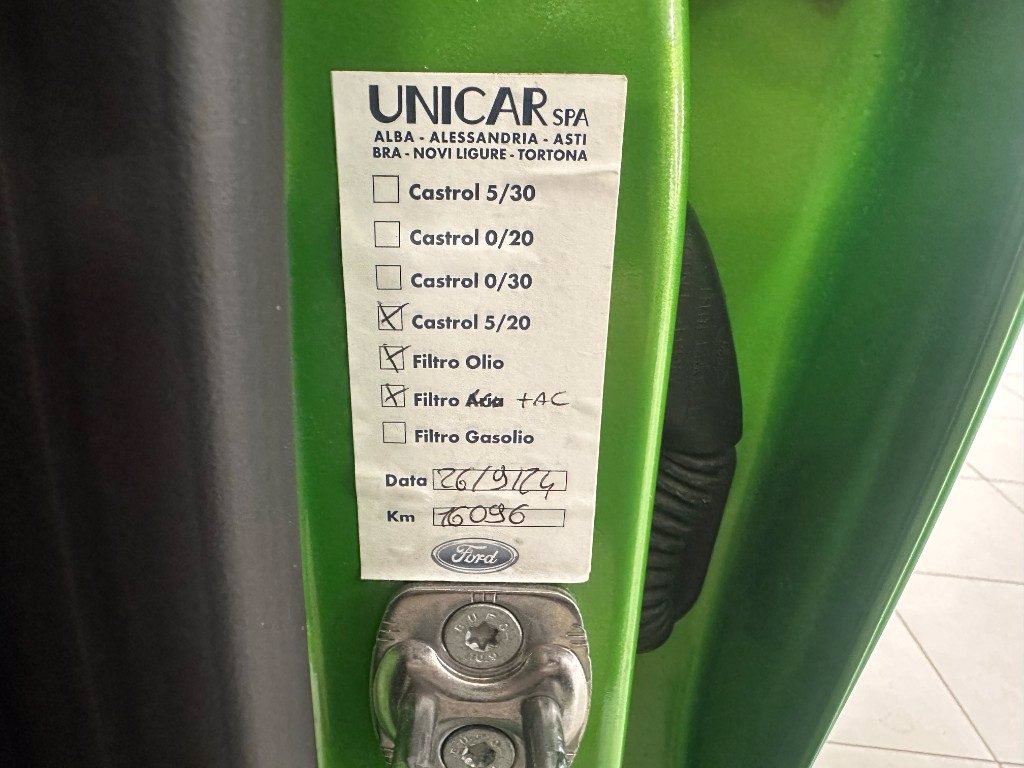 UNICAR SPA
ALBA - ALESSANDRIA - ASTI
BRA - NOVI LIGURE - TORTONA
Castrol 5/30
Castrol 0/20
Castrol 0/30
Castrol 5/20
Filtro Olio
Filtro Aria +AC
Filtro Gasolio
Data 26/9/24
Km 16096
Ford